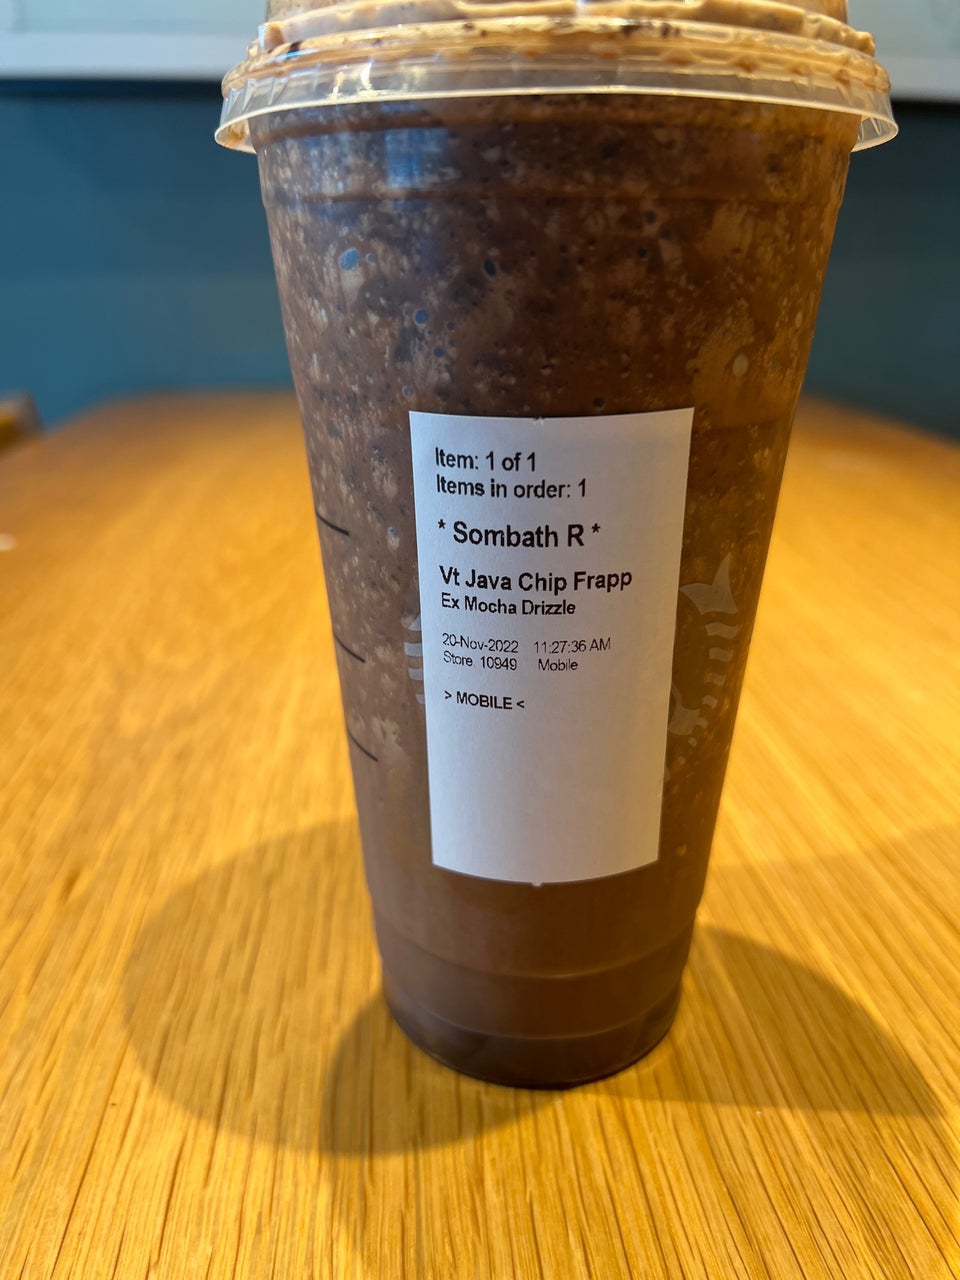 Item: 1 of 1
Items in order: 1
* Sombath R *
Vt Java Chip Frapp
Ex Mocha Drizzle
20-Nov-2022 11:27:36 AM
Store 10949 Mobile
> MOBILE <